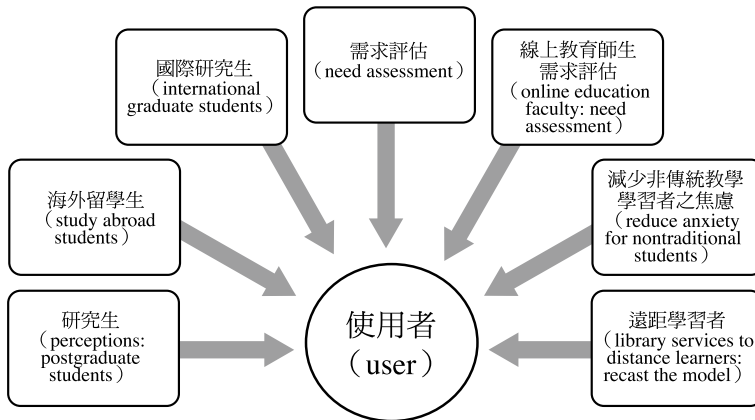 研究生
（perceptions:
postgraduate
students）
海外留學生
（study abroad
students）
國際研究生
（international
graduate students）
需求評估
（need assessment）
線上教育師生
需求評估
（online education
faculty: need
assessment）
減少非傳統教學
學習者之焦慮
（reduce anxiety
for nontraditional
students）
遠距學習者
（library services to
distance learners:
recast the model）
使用者
（user）